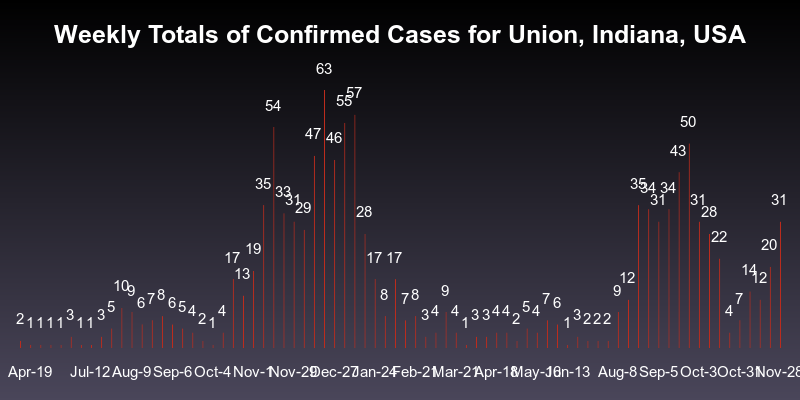 Weekly Totals of Confirmed Cases for Union, Indiana, USA
2 1 1 1 1 3 1 1 3 5 10 9 6 7 8 6 5 4 2 1 4 17 13 19 35 54 33 31 29 47 63 46 55 57 28 17 8 17 7 8 3 4 9 4 1 3 3 4 4 2 5 4 7 6 1 3 2 2 2 9 12 35 34 31 34 43 50 31 28 22 4 7 14 12 20 31
Apr-19 Jul-12 Aug-9 Sep-6 Oct-4 Nov-1 Nov-29 Dec-27 Jan-24 Feb-21 Mar-21 Apr-18 May-16 Jun-13 Aug-8 Sep-5 Oct-3 Oct-31 Nov-28